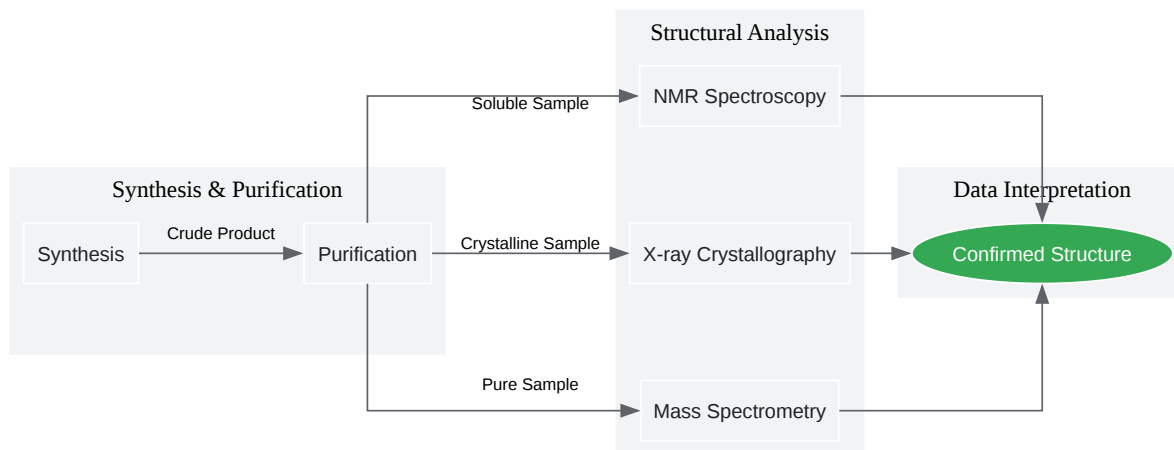 Structural Analysis
NMR Spectroscopy
Soluble Sample
Synthesis & Purification
Data Interpretation
Crude Product
Synthesis
Purification
Crystalline Sample
X-ray Crystallography
Confirmed Structure
Pure Sample
Mass Spectrometry